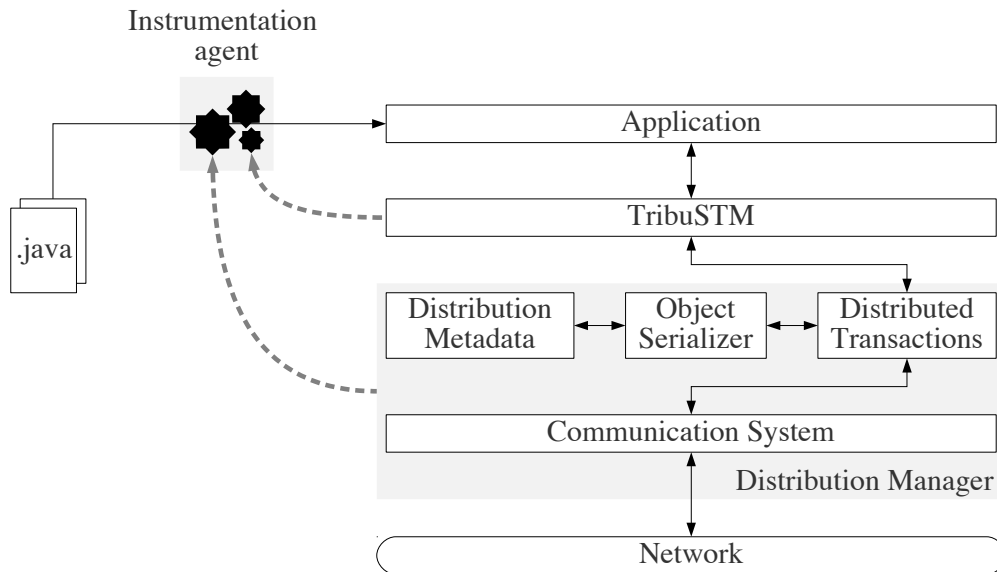 Instrumentation
agent
Application
TribuSTM
.java
Distribution
Metadata
Object
Serializer
Distributed
Transactions
Communication System
Distribution Manager
Network